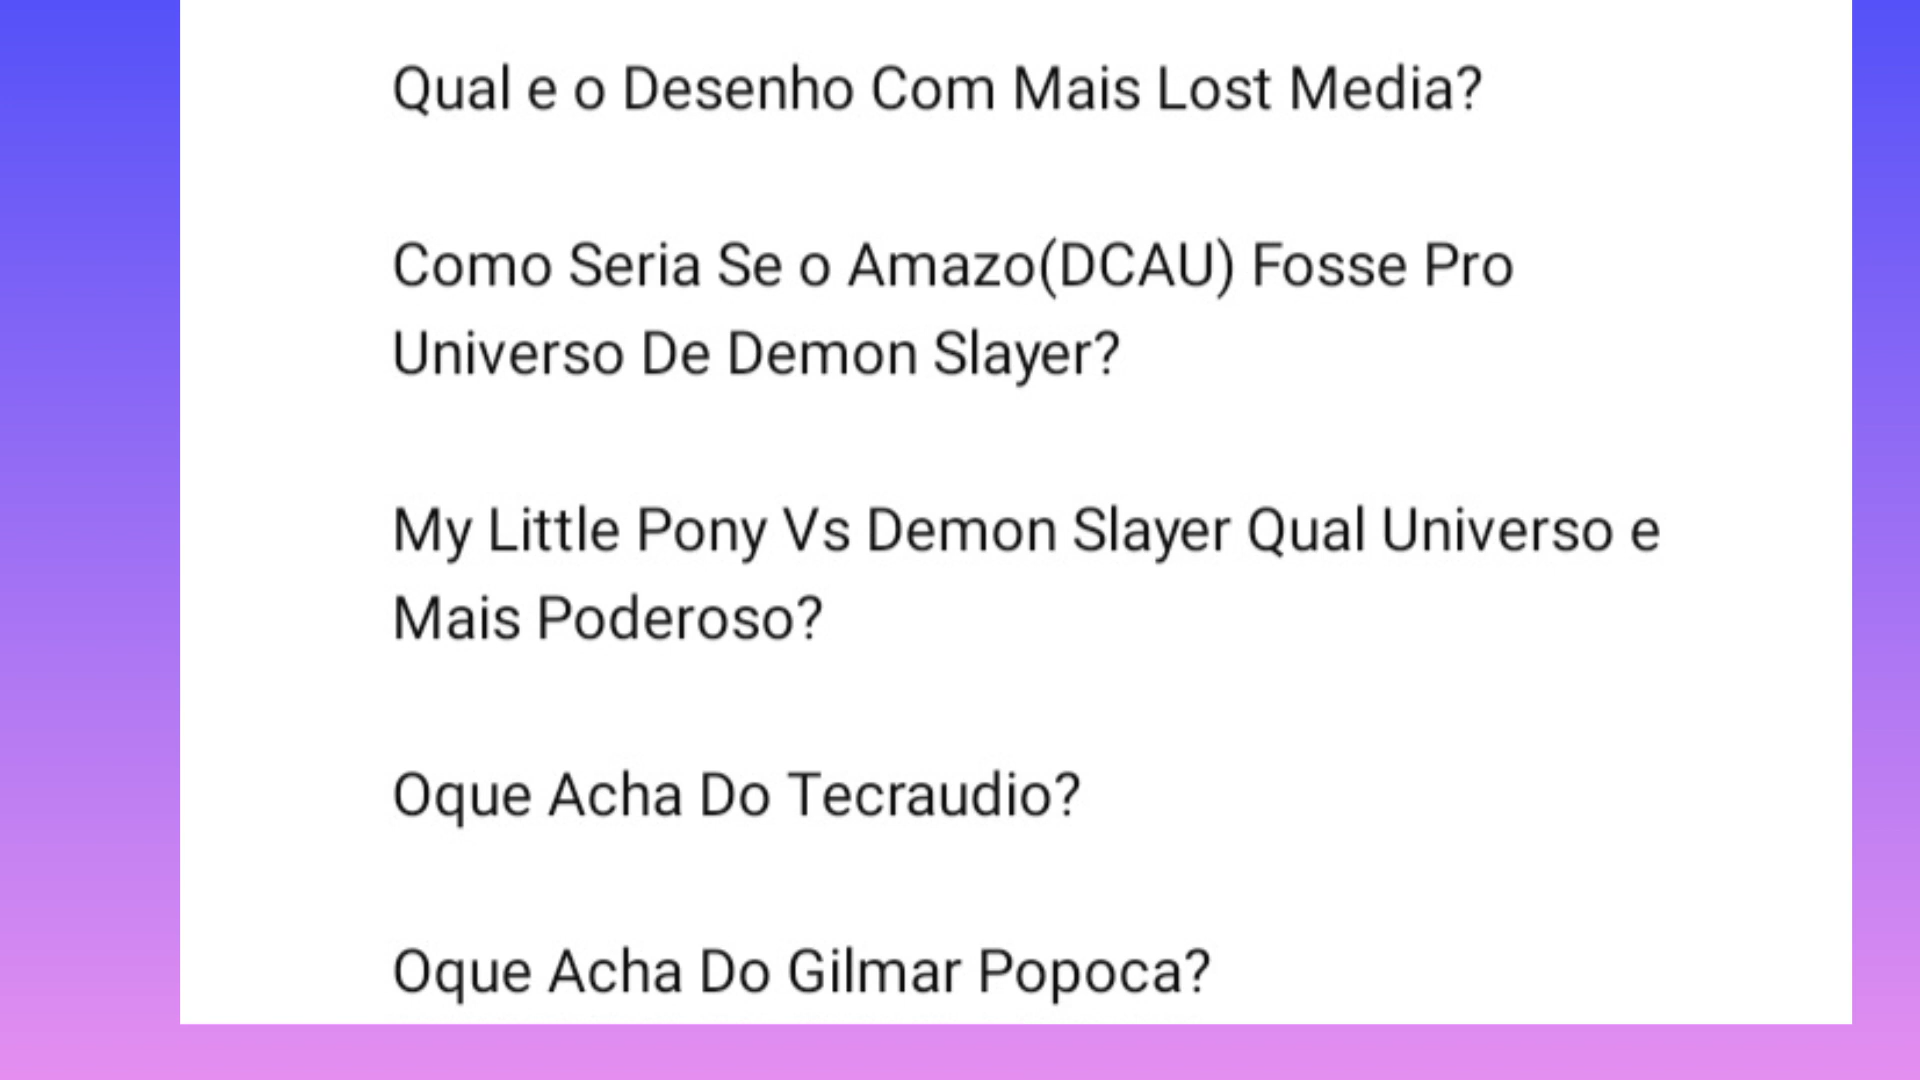 Qual e o Desenho Com Mais Lost Media?
Como Seria Se o Amazo(DCAU) Fosse Pro
Universo De Demon Slayer?
My Little Pony Vs Demon Slayer Qual Universo e
Mais Poderoso?
Oque Acha Do Tecraudio?
Oque Acha Do Gilmar Popoca?